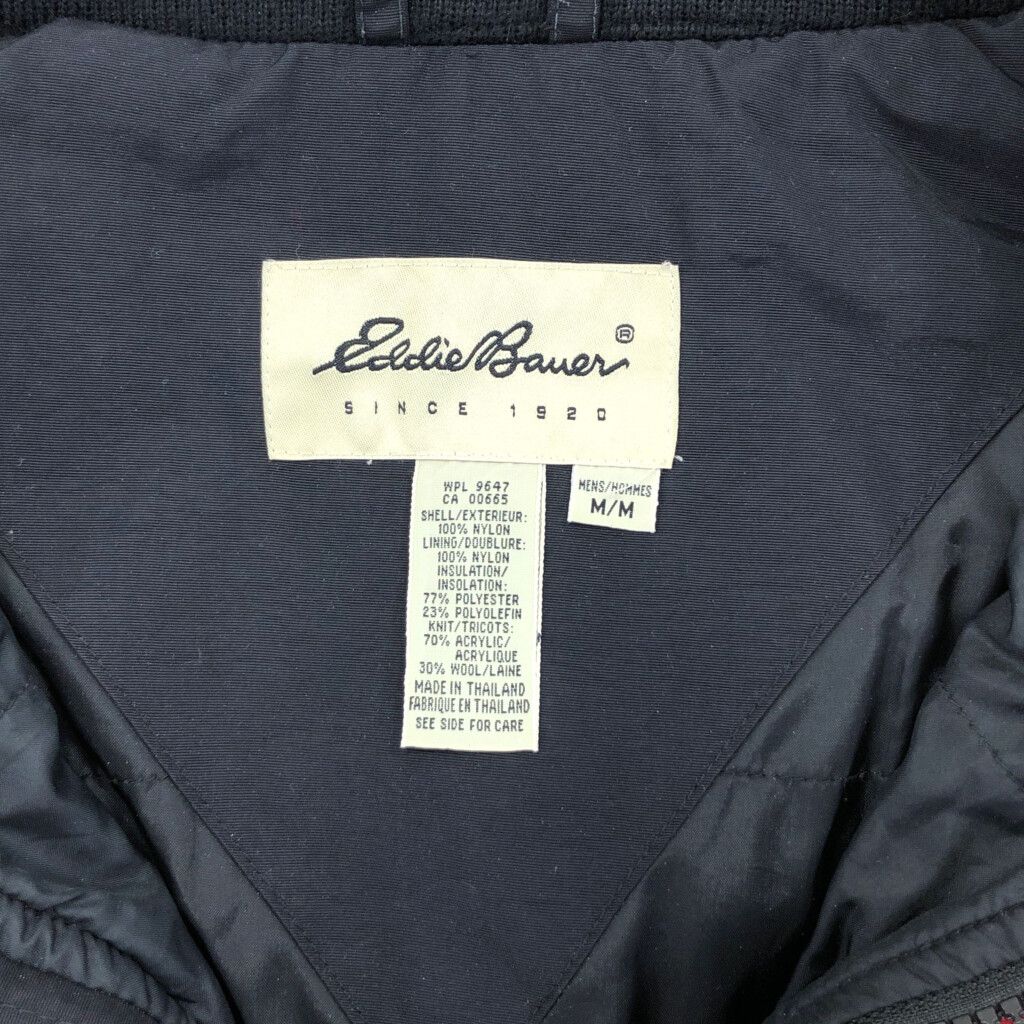 Eddie Bauer®
SINCE 1920
WPL 9647
CA 00665
SHELL/EXTERIEUR:
100% NYLON
LINING/DOUBLURE:
100% NYLON
INSULATION/
INSOLATION:
77% POLYESTER
23% POLYOLEFIN
KNIT/TRICOTS:
70% ACRYLIC/
ACRYLIQUE
30% WOOL/LAINE
MADE IN THAILAND
FABRIQUE EN THAILAND
SEE SIDE FOR CARE
MENS/HOMMES
M/M